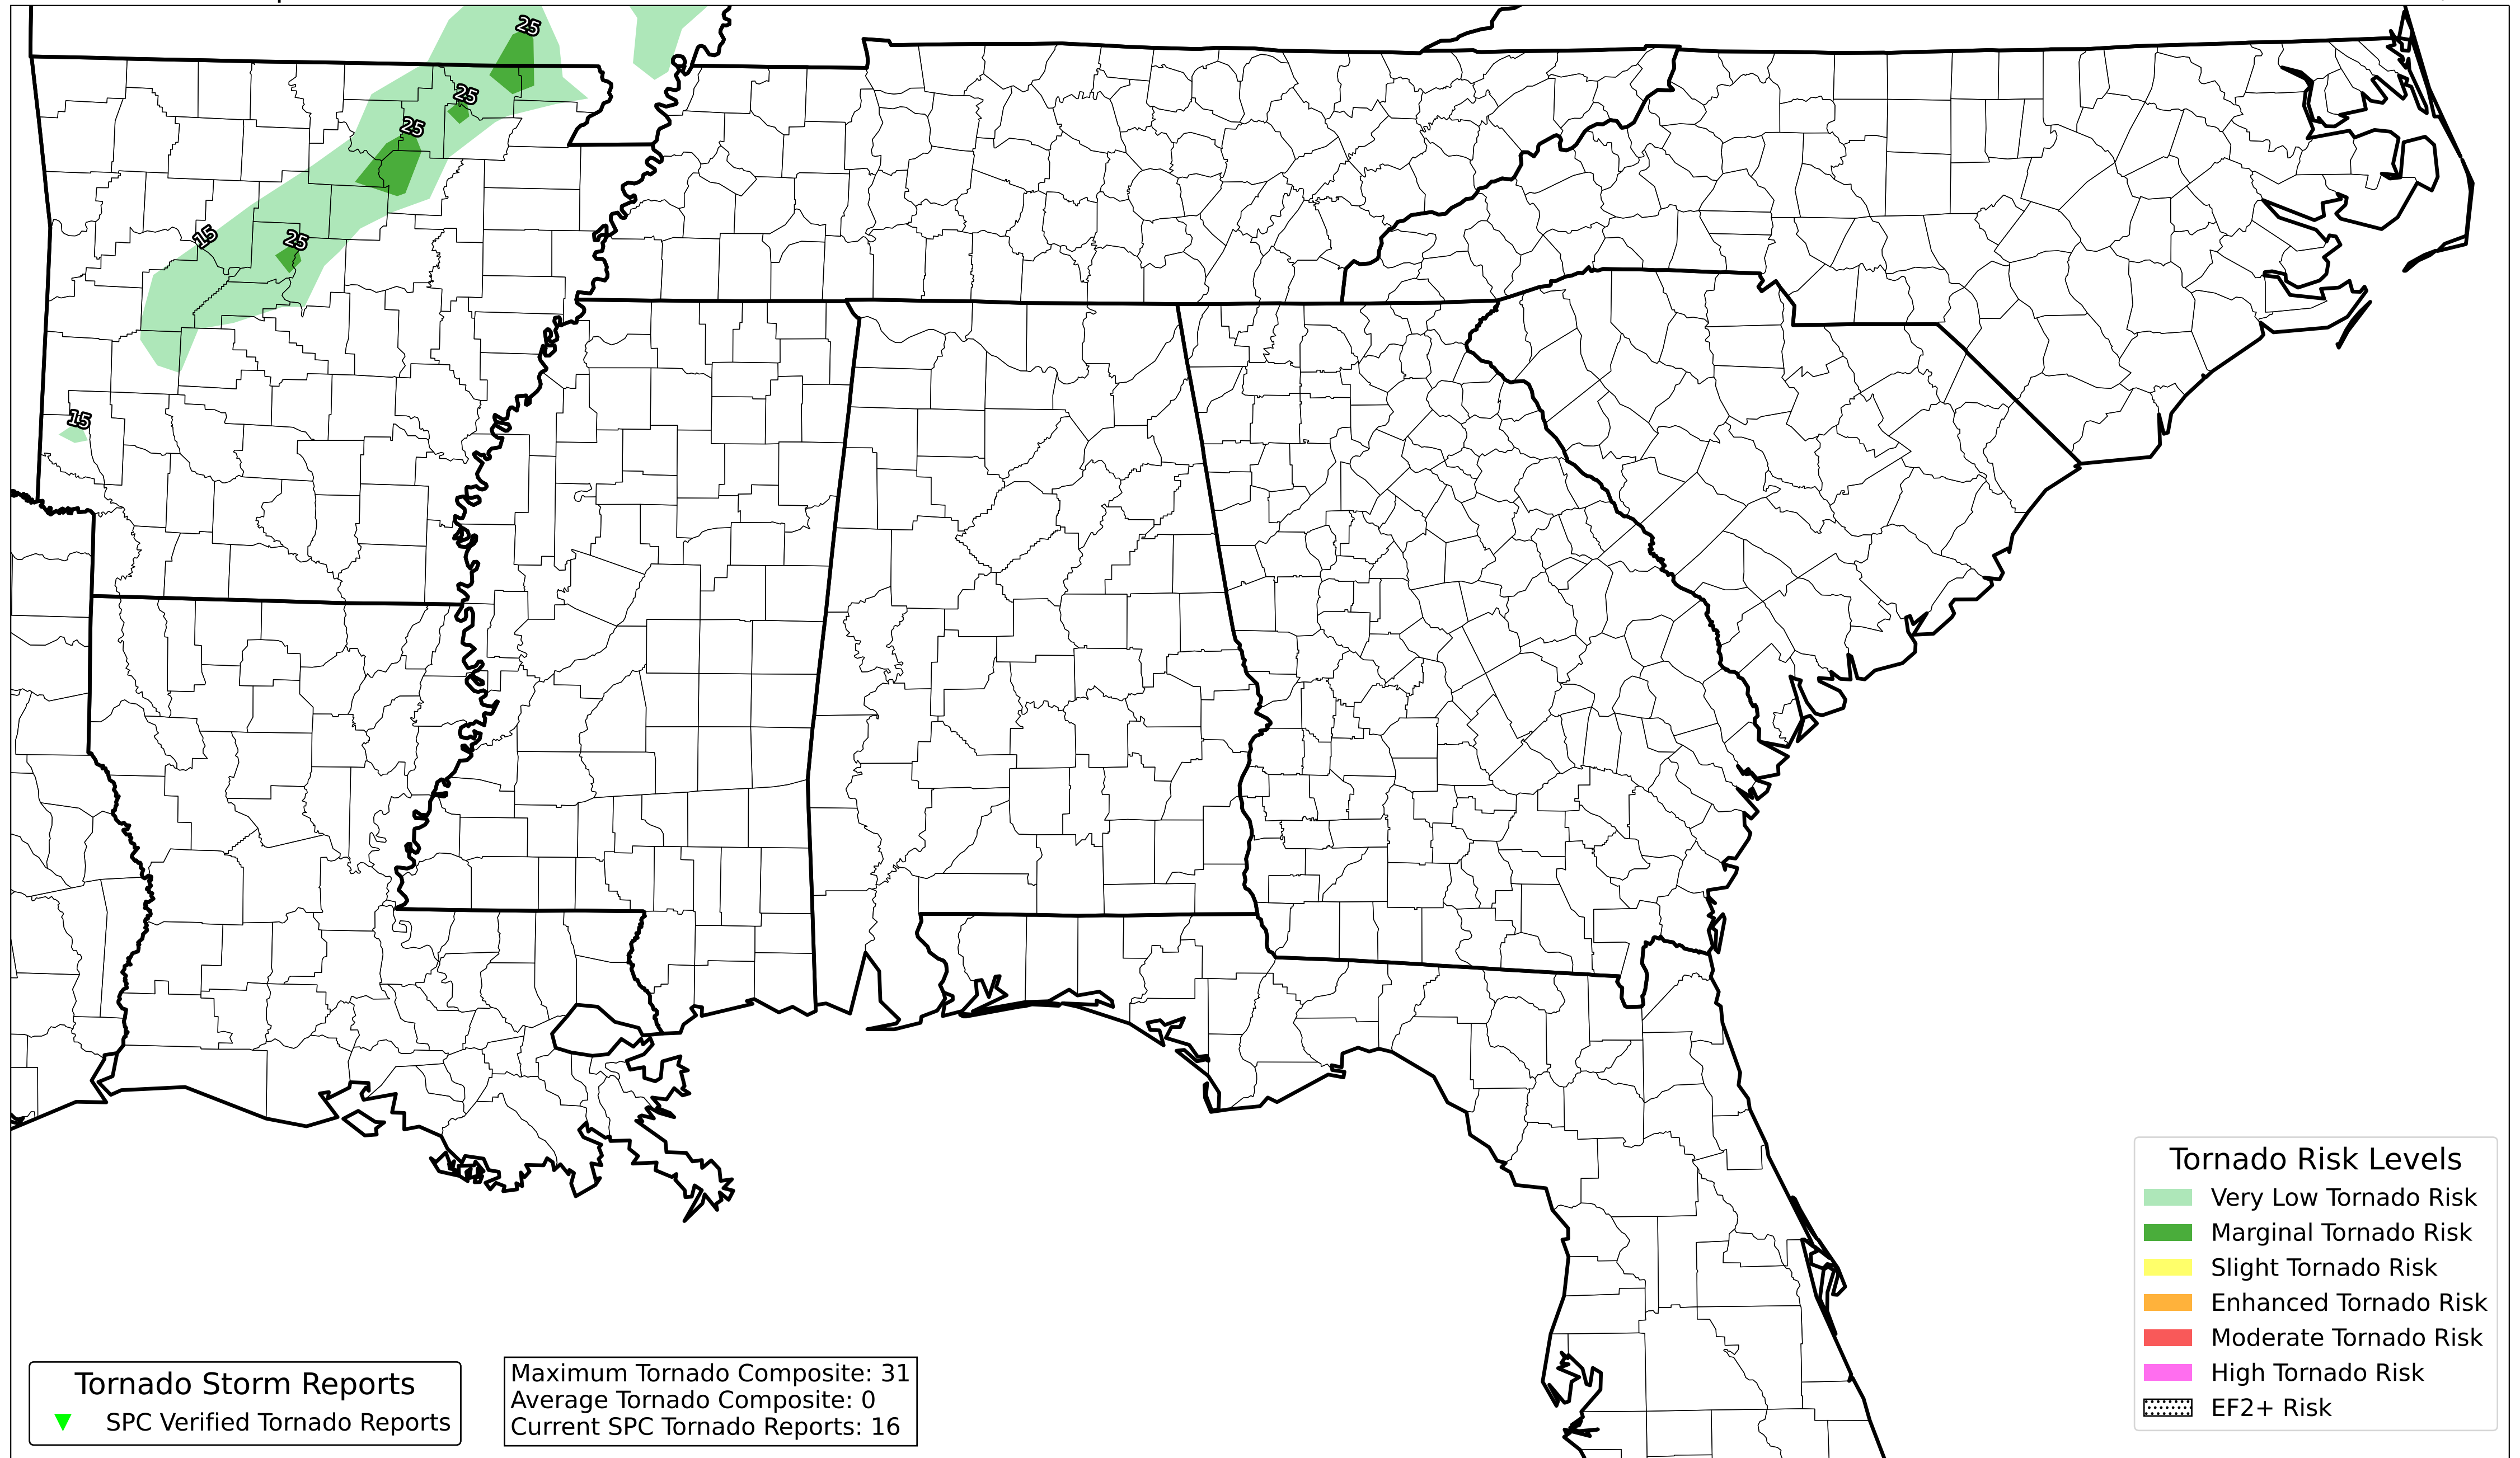 25
25
25
15
25
15
Tornado Risk Levels
Very Low Tornado Risk
Marginal Tornado Risk
Slight Tornado Risk
Enhanced Tornado Risk
Moderate Tornado Risk
High Tornado Risk
EF2+ Risk
Tornado Storm Reports
SPC Verified Tornado Reports
Maximum Tornado Composite: 31
Average Tornado Composite: 0
Current SPC Tornado Reports: 16